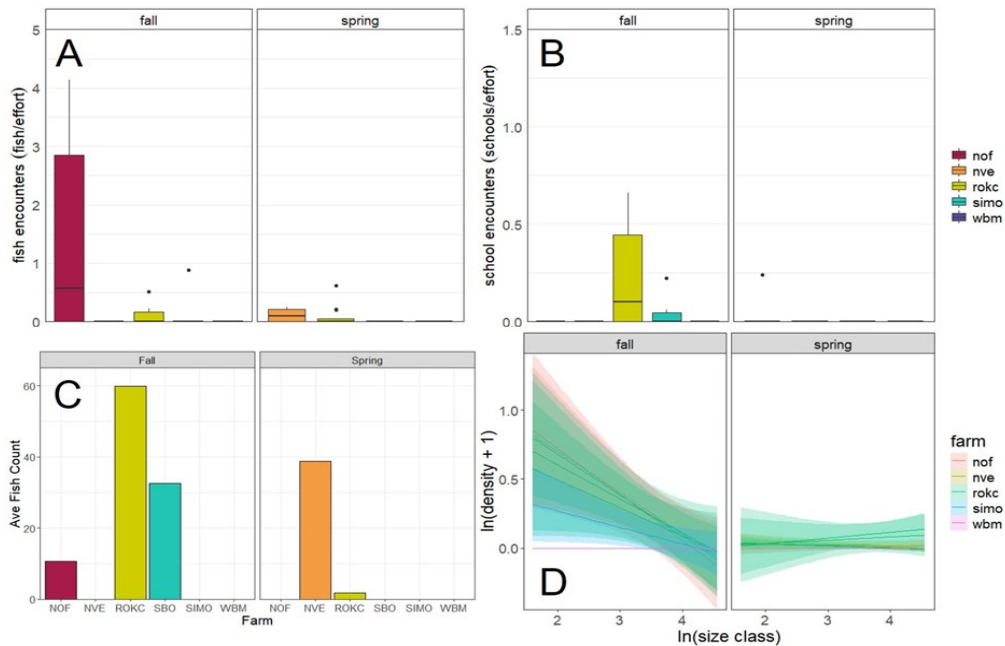 fall
spring
A
fish encounters (fish/effort)
5
4
3
2
1
0
fall
spring
B
school encounters (schools/effort)
1.5
1.0
0.5
0.0
nof
nve
rokc
simo
wbm
Fall
Spring
C
Ave Fish Count
60
40
20
0
NOF NVE ROKC SBO SIMO WBM NOF NVE ROKC SBO SIMO WBM
Farm
fall
spring
D
ln(density + 1)
1.0
0.5
0.0
2 3 4 2 3 4
ln(size class)
farm
nof
nve
rokc
simo
wbm